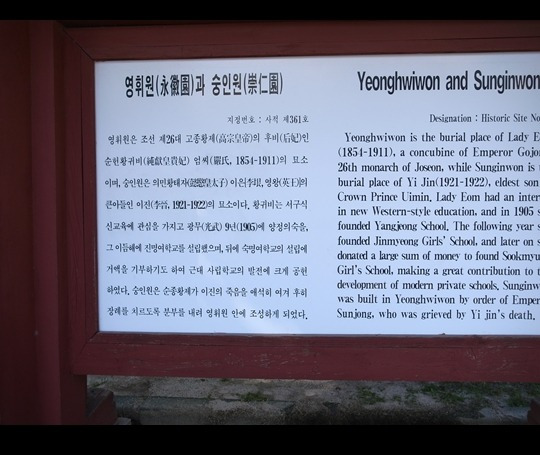 영휘원(永徽園)과 숭인원(崇仁園)
지정번호 : 사적 제361호
영휘원은 조선 제26대 고종황제(高宗皇帝)의 후비(后妃)인
순헌황귀비(純獻皇貴妃) 엄씨(嚴氏, 1854-1911)의 묘소
이며, 숭인원은 의민황태자(懿愍皇太子) 이은(李垠, 영왕(英王))의
큰아들인 이진(李晉, 1921-1922)의 묘소이다. 황귀비는 서구식
신교육에 관심을 가지고 광무(光武) 9년(1905)에 양정의숙을,
그 이듬해에 진명여학교를 설립했으며, 뒤에 숙명여학교의 설립에
거액을 기부하기도 하여 근대 사립학교의 발전에 크게 공헌
하였다. 숭인원은 순종황제가 이진의 죽음을 애석히 여겨 후히
장례를 치르도록 분부를 내려 영휘원 안에 조성하게 되었다.
Yeonghwiwon and Sunginwon
Designation : Historic Site No
Yeonghwiwon is the burial place of Lady E
(1854-1911), a concubine of Emperor Gojo
26th monarch of Joseon, while Sunginwon is t
burial place of Yi Jin(1921-1922), eldest son
Crown Prince Uimin. Lady Eom had an inter
in new Western-style education, and in 1905 s
founded Yangjeong School. The following year s
founded Jinmyeong Girls' School, and later on s
donated a large sum of money to found Sookmyu
Girl's School, making a great contribution to t
development of modern private schools. Sunginw
was built in Yeonghwiwon by order of Emper
Sunjong, who was grieved by Yi jin's death.